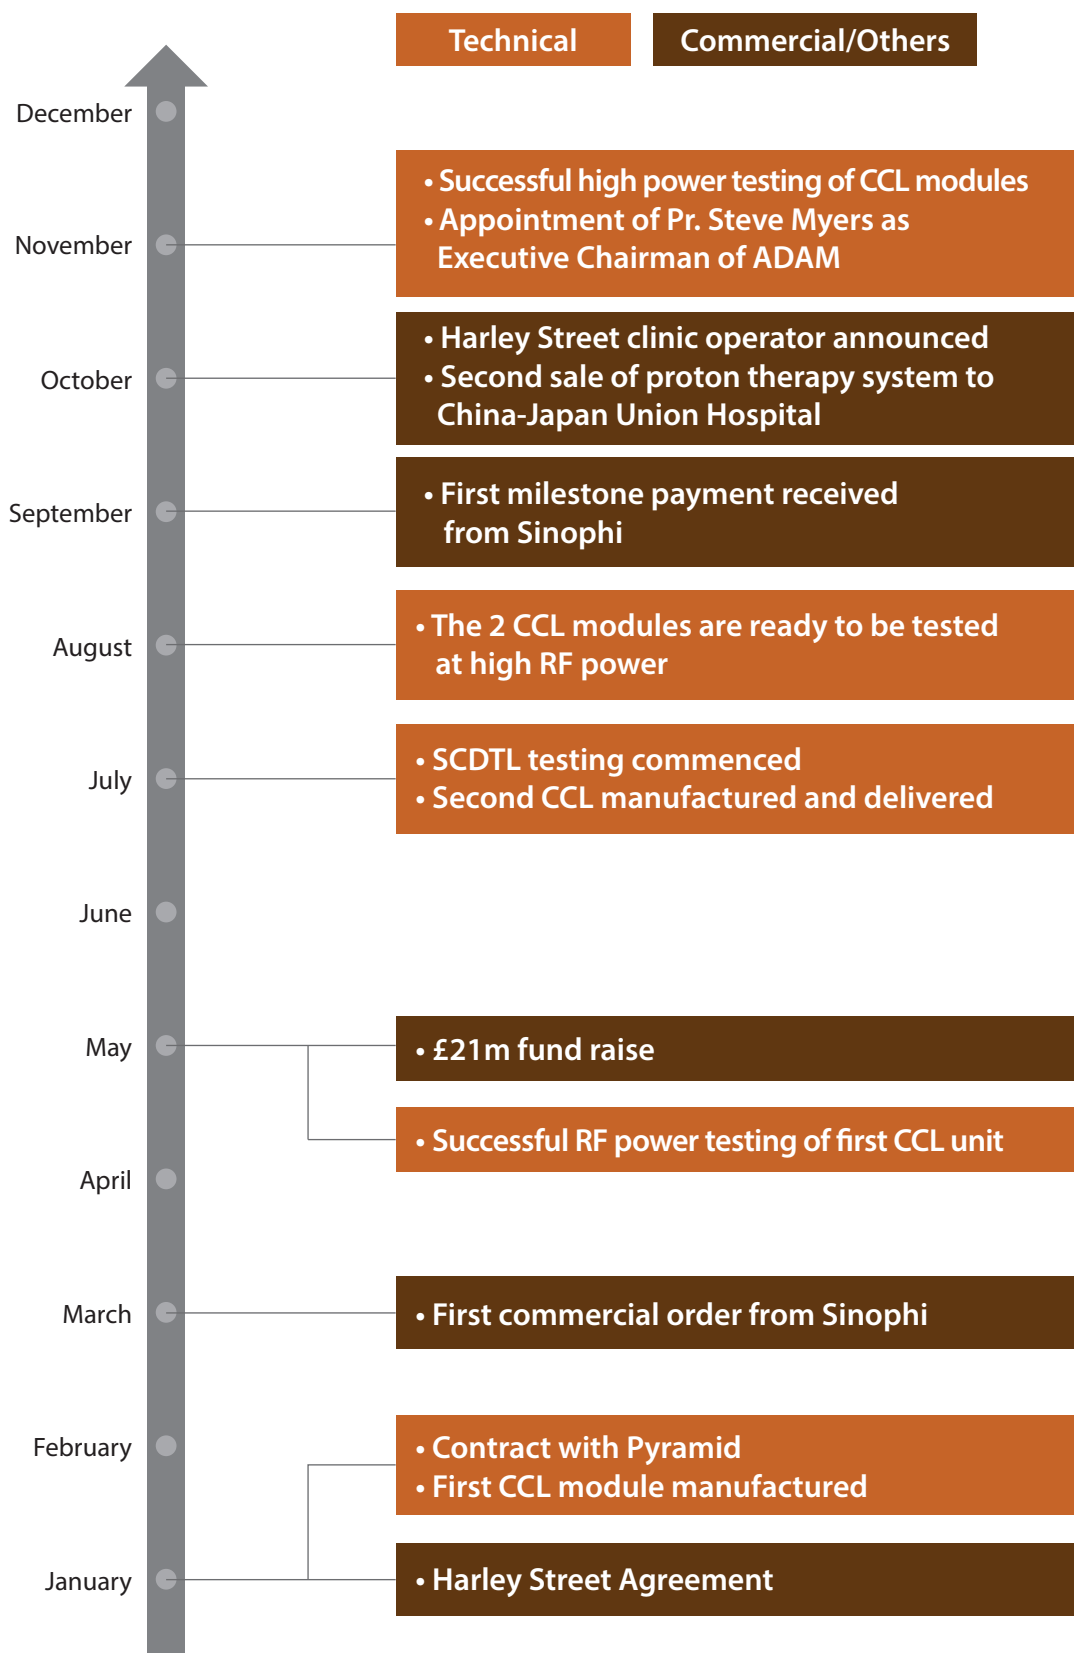 Technical
Commercial/Others
December
• Successful high power testing of CCL modules
• Appointment of Pr. Steve Myers as
Executive Chairman of ADAM
November
• Harley Street clinic operator announced
• Second sale of proton therapy system to
China-Japan Union Hospital
October
• First milestone payment received
from Sinophi
September
• The 2 CCL modules are ready to be tested
at high RF power
August
• SCDTL testing commenced
• Second CCL manufactured and delivered
July
June
May
• £21m fund raise
• Successful RF power testing of first CCL unit
April
March
• First commercial order from Sinophi
February
• Contract with Pyramid
• First CCL module manufactured
January
• Harley Street Agreement